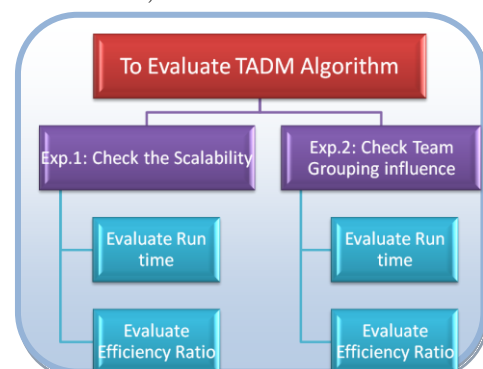 To Evaluate TADM Algorithm
Exp.1: Check the Scalability
Exp.2: Check Team
Grouping influence
Evaluate Run
time
Evaluate Run
time
Evaluate
Efficiency Ratio
Evaluate
Efficiency Ratio